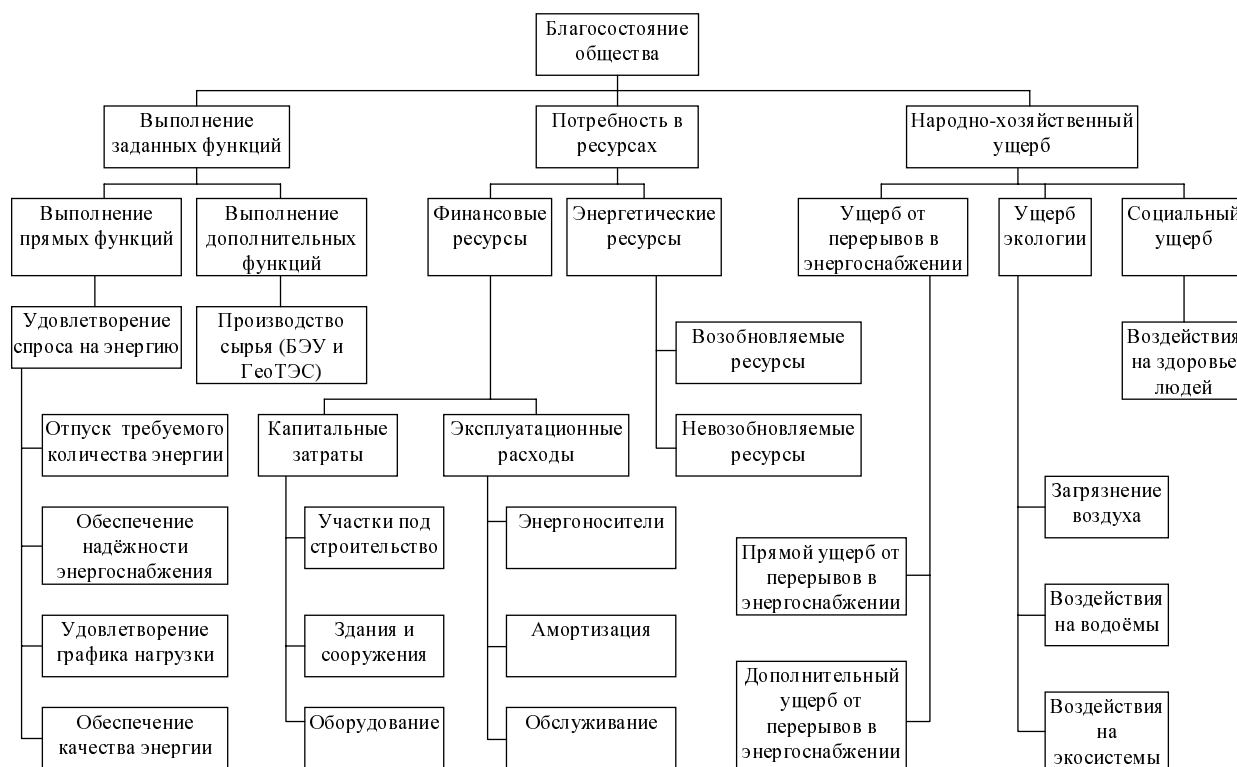 Благосостояние
общества
Выполнение
заданных функций
Потребность в
ресурсах
Народно-хозяйственный
ущерб
Выполнение
прямых функций
Выполнение
дополнительных
функций
Финансовые
ресурсы
Энергетические
ресурсы
Ущерб от
перерывов в
энергоснабжении
Ущерб
экологии
Социальный
ущерб
Удовлетворение
спроса на энергию
Производство
сырья (БЭУ и
ГеоТЭС)
Возобновляемые
ресурсы
Воздействия
на здоровье
людей
Отпуск требуемого
количества энергии
Капитальные
затраты
Эксплуатационные
расходы
Невозобновляемые
ресурсы
Загрязнение
воздуха
Обеспечение
надёжности
энергоснабжения
Участки под
строительство
Энергоносители
Прямой ущерб от
перерывов в
энергоснабжении
Воздействия
на водоёмы
Удовлетворение
графика нагрузки
Здания и
сооружения
Амортизация
Дополнительный
ущерб от
перерывов в
энергоснабжении
Воздействия
на
экосистемы
Обеспечение
качества энергии
Оборудование
Обслуживание